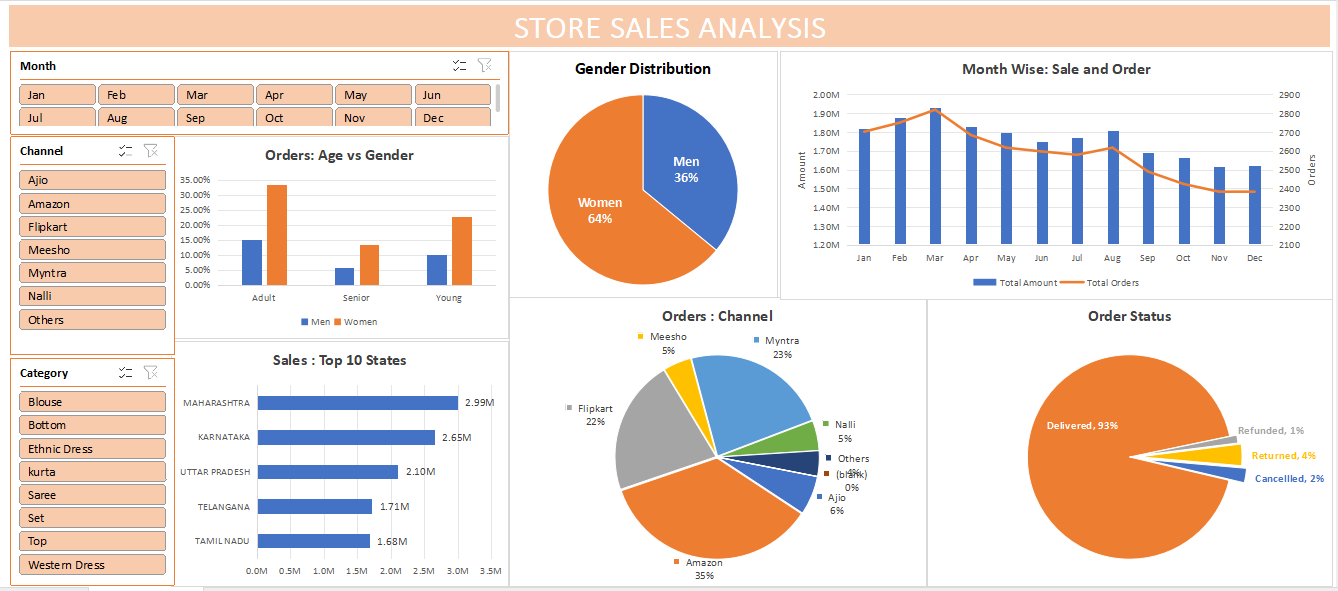 STORE SALES ANALYSIS
Month
Jan Feb Mar Apr May Jun
Jul Aug Sep Oct Nov Dec
Channel
Ajio
Amazon
Flipkart
Meesho
Myntra
Nalli
Others
Category
Blouse
Bottom
Ethnic Dress
kurta
Saree
Set
Top
Western Dress
Orders: Age vs Gender
35.00%
30.00%
25.00%
20.00%
15.00%
10.00%
5.00%
0.00%
Adult Senior Young
Men Women
Sales : Top 10 States
MAHARASHTRA 2.99M
KARNATAKA 2.65M
UTTAR PRADESH 2.10M
TELANGANA 1.71M
TAMIL NADU 1.68M
0.0M 0.5M 1.0M 1.5M 2.0M 2.5M 3.0M 3.5M
Gender Distribution
Men
36%
Women
64%
Month Wise: Sale and Order
2.00M 2900
1.90M 2800
1.80M 2700
1.70M 2600
1.60M 2500
1.50M 2400
1.40M 2300
1.30M 2200
1.20M 2100
Amount
Orders
Jan Feb Mar Apr May Jun Jul Aug Sep Oct Nov Dec
Total Amount Total Orders
Orders : Channel
Meesho
5%
Myntra
23%
Flipkart
22%
Nalli
5%
Others
4%
(blank)
0%
Ajio
6%
Amazon
35%
Order Status
Delivered, 93%
Refunded, 1%
Returned, 4%
Cancellled, 2%